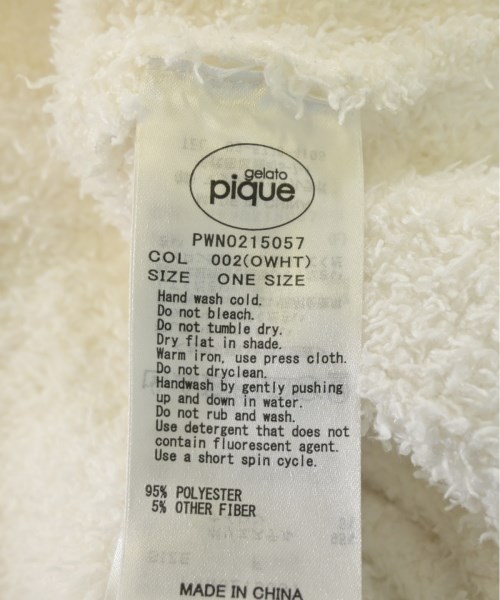 gelato
pique
PWNO215057
COL 002(OWHT)
SIZE ONE SIZE
Hand wash cold.
Do not bleach.
Do not tumble dry.
Dry flat in shade.
Warm iron, use press cloth.
Do not dryclean.
Handwash by gently pushing
up and down in water.
Do not rub and wash.
Use detergent that does not
contain fluorescent agent.
Use a short spin cycle.
95% POLYESTER
5% OTHER FIBER
MADE IN CHINA